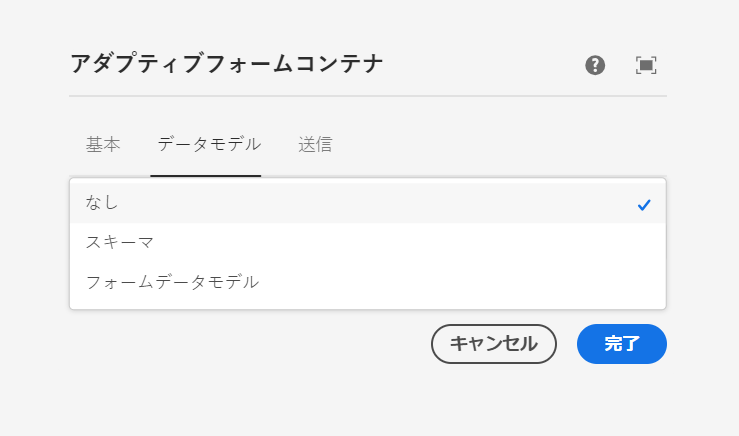 アダプティブフォームコンテナ
基本 データモデル 送信
なし
スキーマ
フォームデータモデル
キャンセル 完了